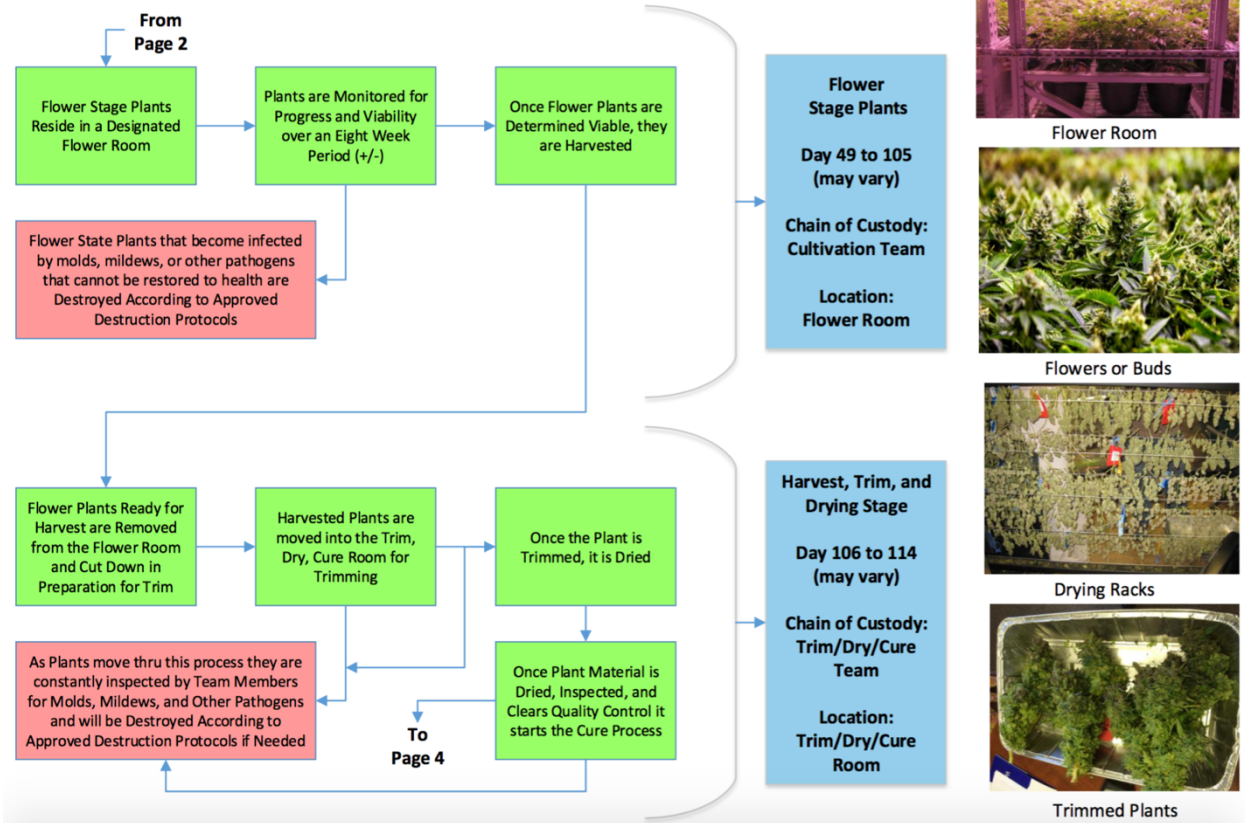 From
Page 2
Flower Stage Plants
Reside in a Designated
Flower Room
Plants are Monitored for
Progress and Viability
over an Eight Week
Period (+/-)
Once Flower Plants are
Determined Viable, they
are Harvested
Flower State Plants that become infected
by molds, mildews, or other pathogens
that cannot be restored to health are
Destroyed According to Approved
Destruction Protocols
Flower
Stage Plants
Day 49 to 105
(may vary)
Chain of Custody:
Cultivation Team
Location:
Flower Room
Flower Room
Flowers or Buds
Flower Plants Ready for
Harvest are Removed
from the Flower Room
and Cut Down in
Preparation for Trim
Harvested Plants are
moved into the Trim,
Dry, Cure Room for
Trimming
Once the Plant is
Trimmed, it is Dried
As Plants move thru this process they are
constantly inspected by Team Members
for Molds, Mildews, and Other Pathogens
and will be Destroyed According to
Approved Destruction Protocols if Needed
Once Plant Material is
Dried, Inspected, and
Clears Quality Control it
starts the Cure Process
To
Page 4
Harvest, Trim, and
Drying Stage
Day 106 to 114
(may vary)
Chain of Custody:
Trim/Dry/Cure
Team
Location:
Trim/Dry/Cure
Room
Drying Racks
Trimmed Plants